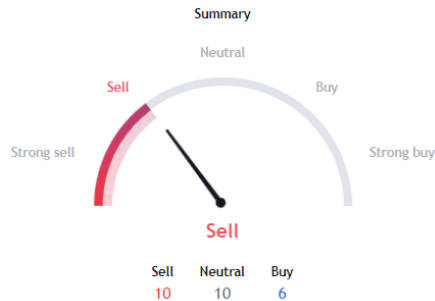 Summary
Neutral
Sell Buy
Strong sell Strong buy
Sell
Sell Neutral Buy
10 10 6